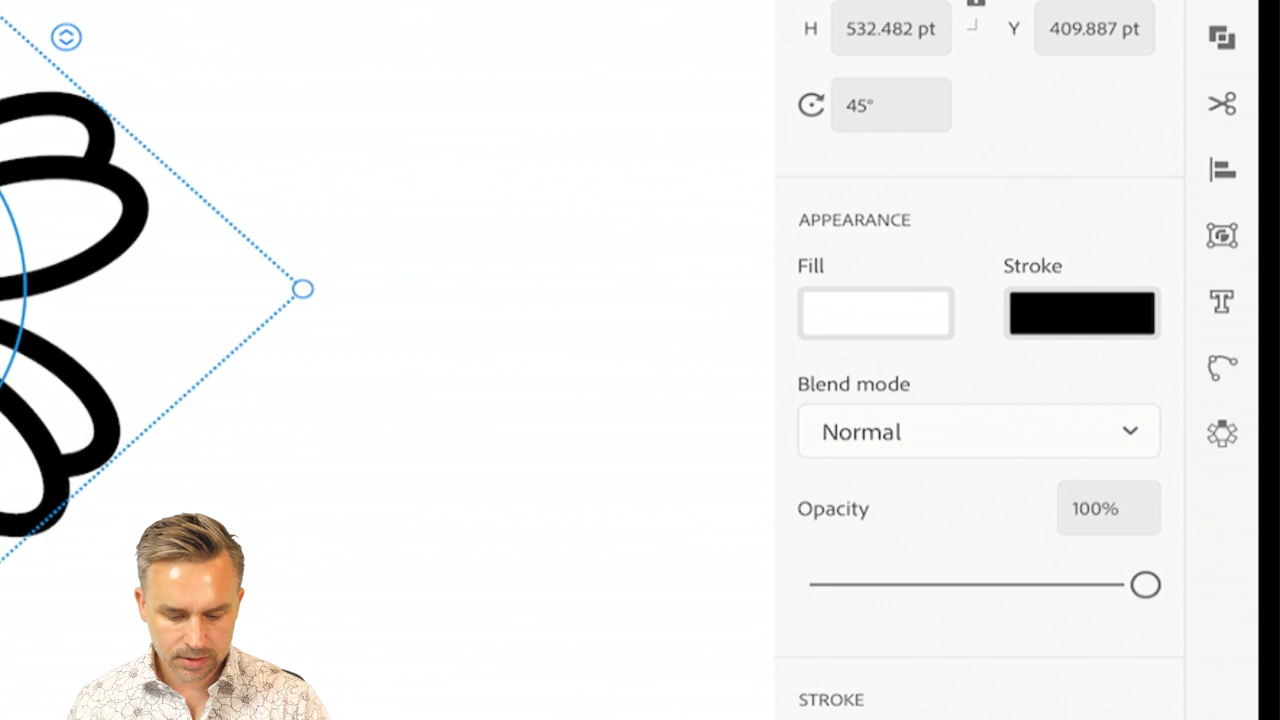 H 532.482 pt Y 409.887 pt
45°
APPEARANCE
Fill Stroke
Blend mode
Normal
Opacity 100%
STROKE